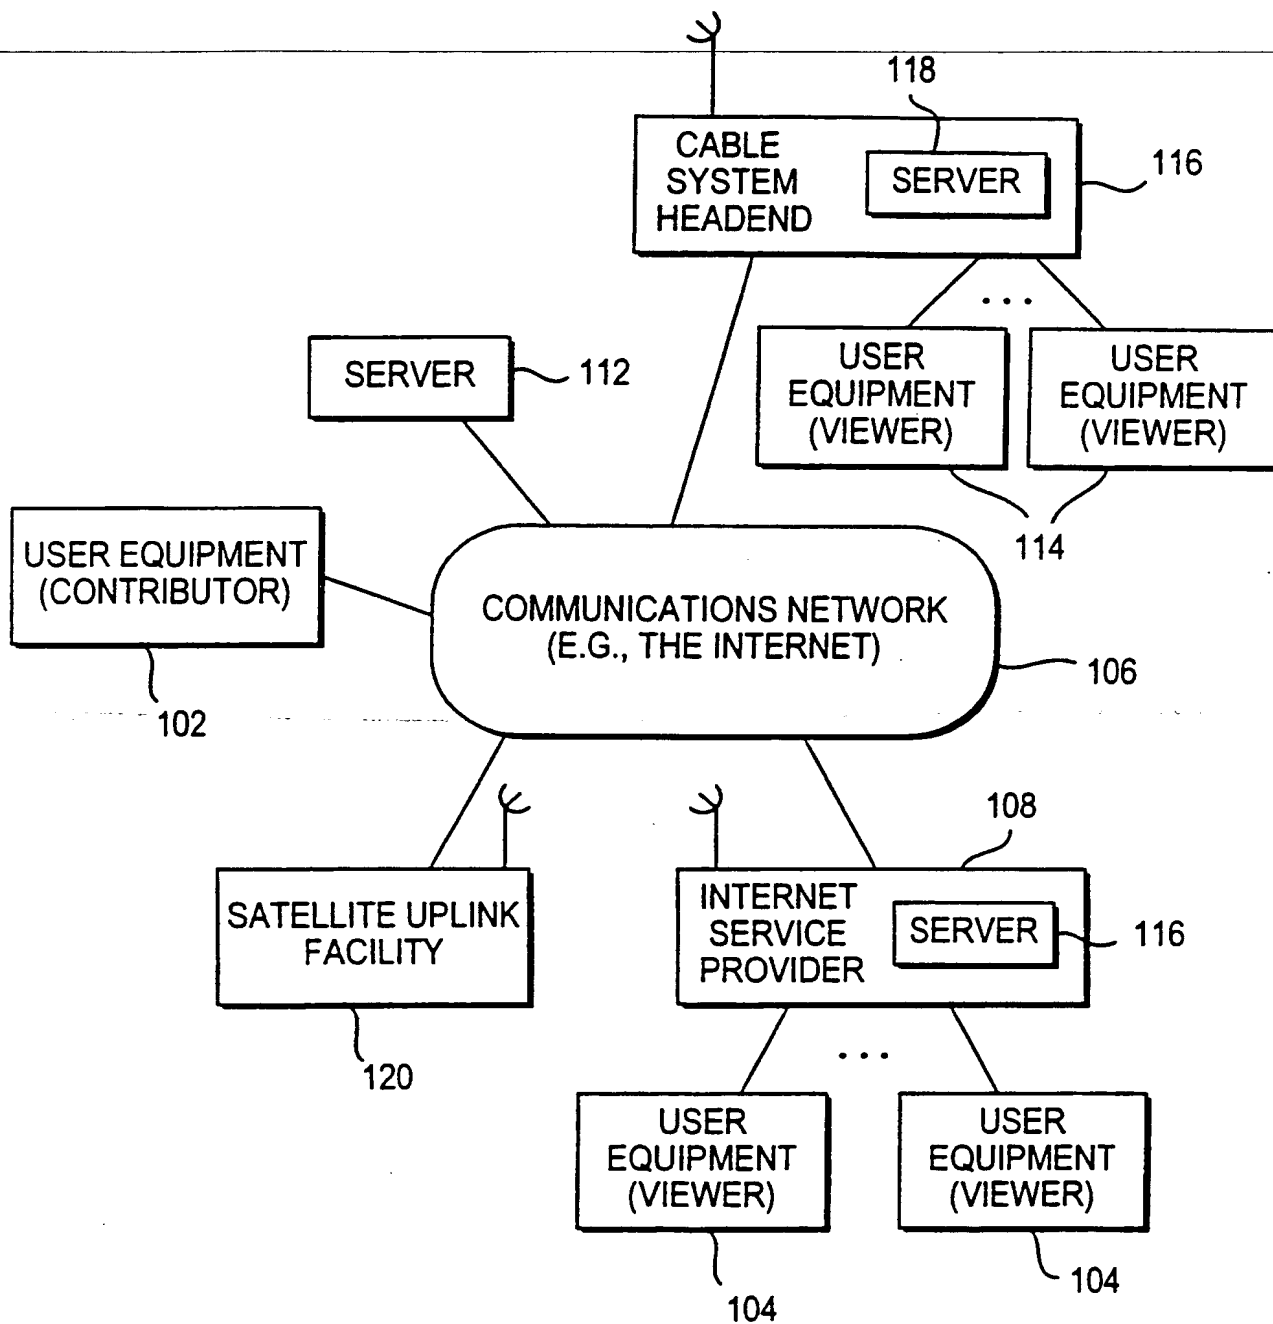 118
CABLE
SYSTEM
HEADEND
SERVER
116
SERVER
112
USER
EQUIPMENT
(VIEWER)
USER
EQUIPMENT
(VIEWER)
114
USER EQUIPMENT
(CONTRIBUTOR)
102
COMMUNICATIONS NETWORK
(E.G., THE INTERNET)
106
SATELLITE UPLINK
FACILITY
120
108
INTERNET
SERVICE
PROVIDER
SERVER
116
USER
EQUIPMENT
(VIEWER)
USER
EQUIPMENT
(VIEWER)
104
104